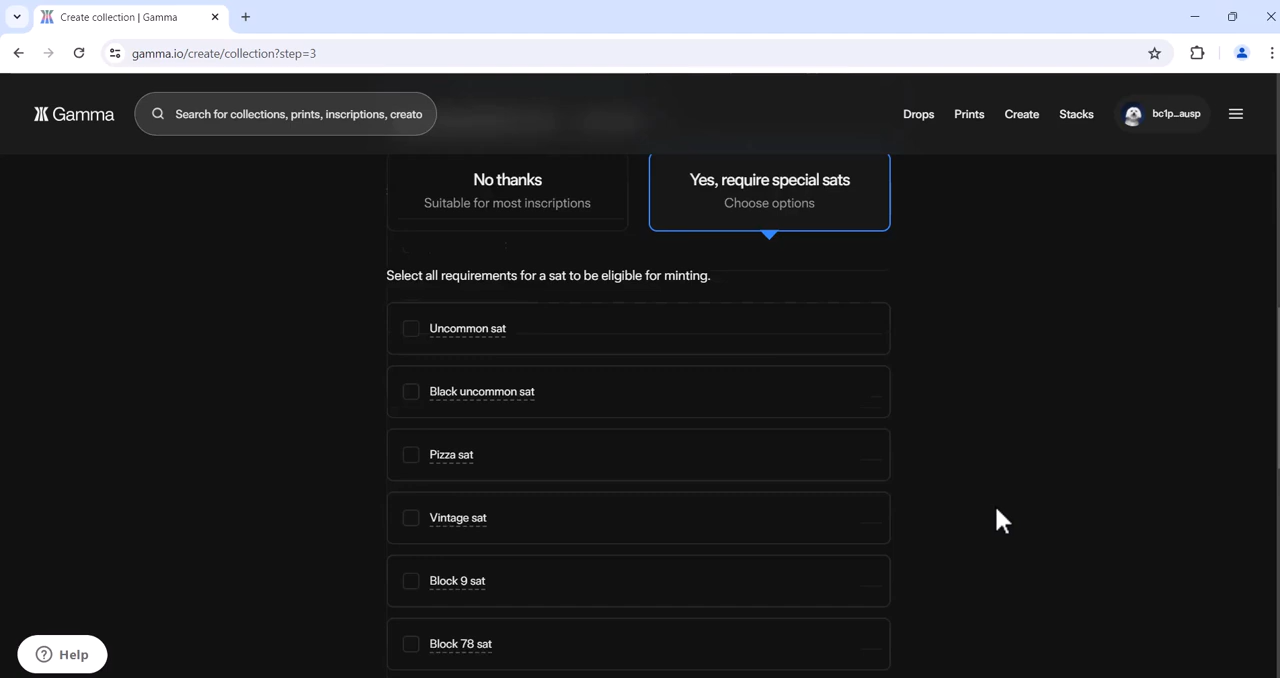 Create collection | Gamma
gamma.io/create/collection?step=3
Gamma
Search for collections, prints, inscriptions, creato
Drops
Prints
Create
Stacks
bc1p...ausp
No thanks
Suitable for most inscriptions
Yes, require special sats
Choose options
Select all requirements for a sat to be eligible for minting.
Uncommon sat
Black uncommon sat
Pizza sat
Vintage sat
Block 9 sat
Block 78 sat
Help